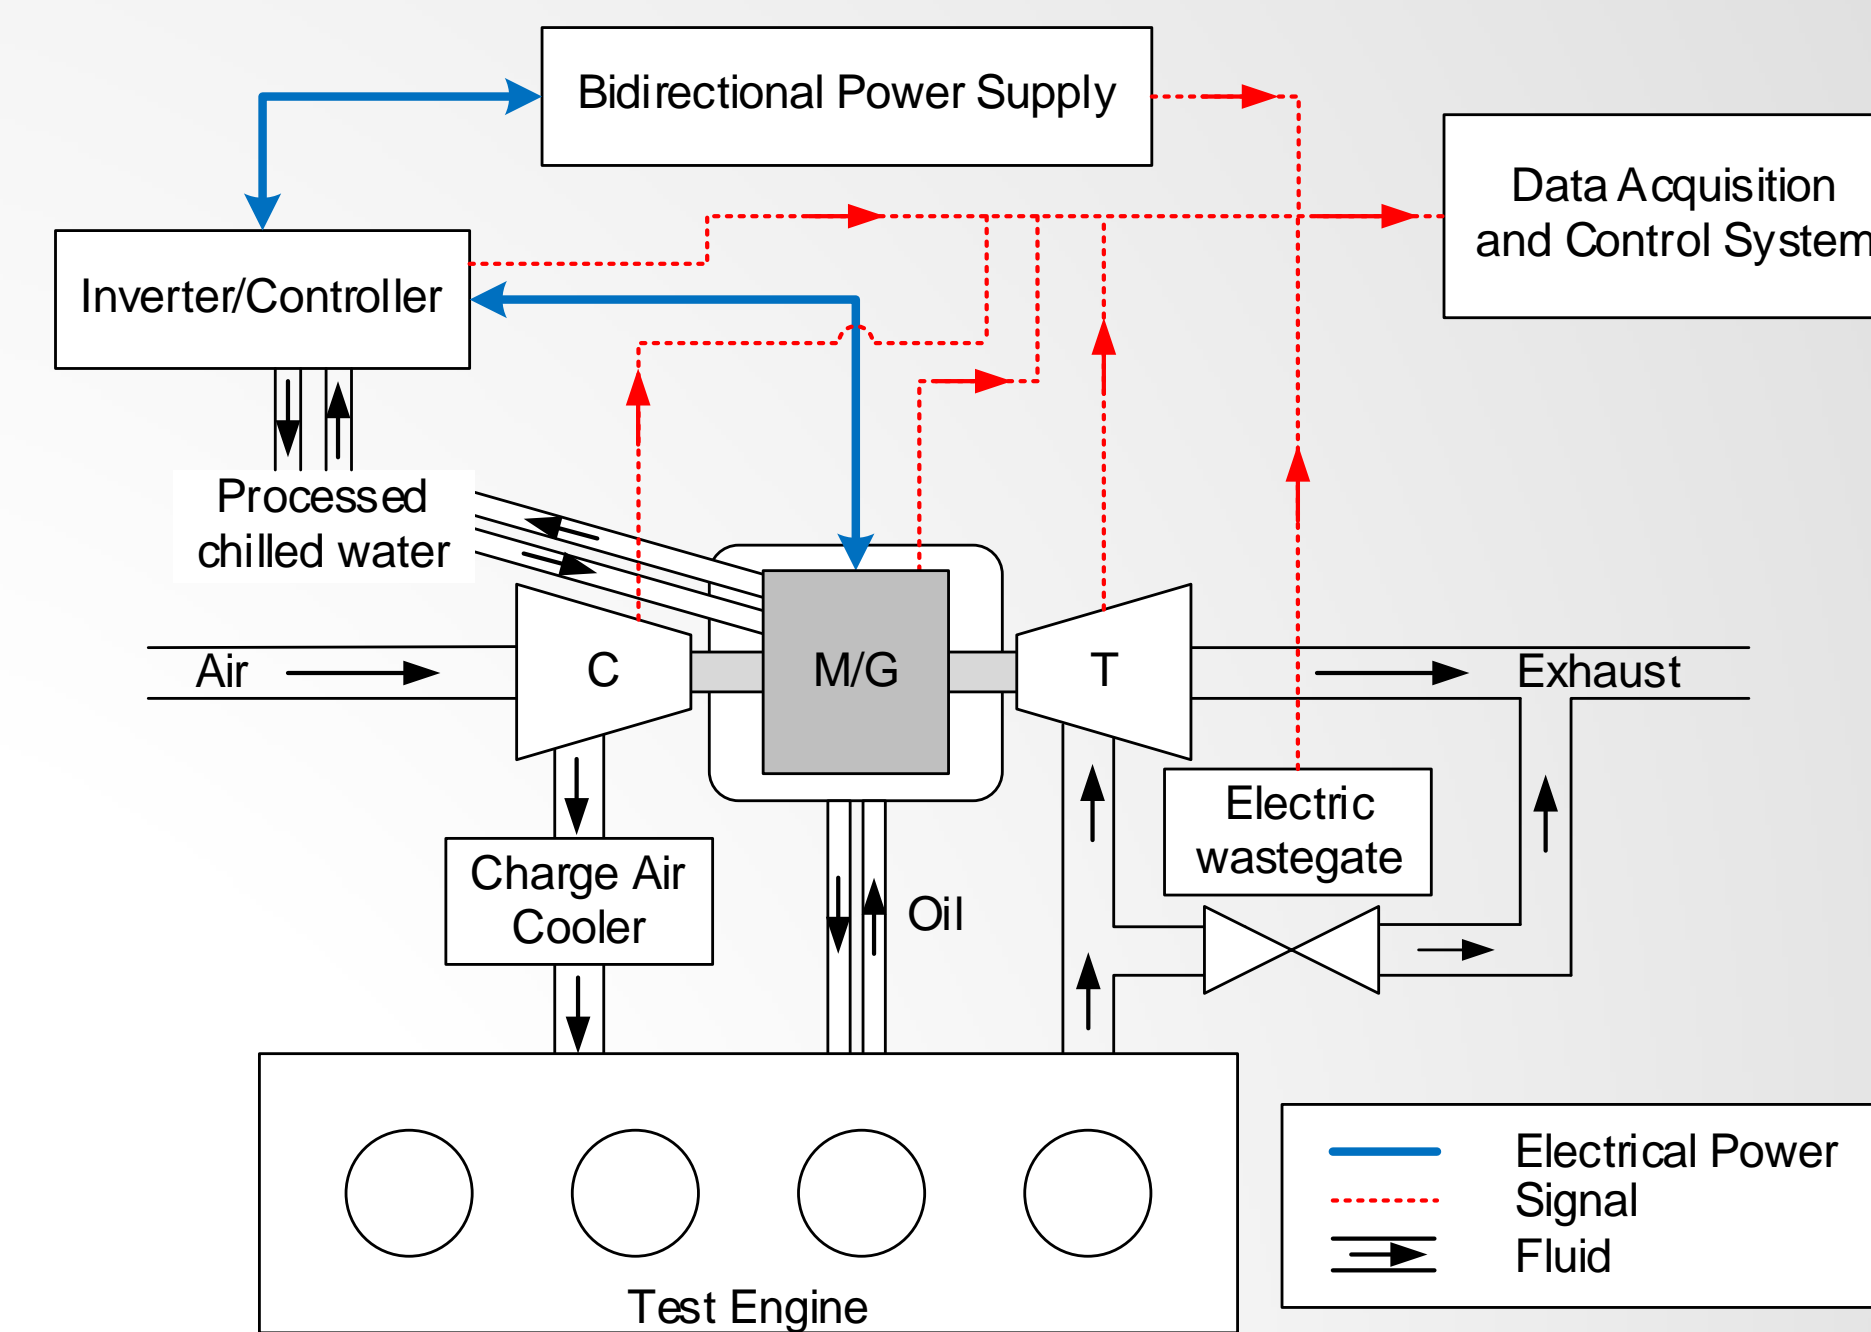 Bidirectional Power Supply
Data Acquisition
and Control System
Inverter/Controller
Processed
chilled water
Air
C
M/G
T
Exhaust
Electric
wastegate
Charge Air
Cooler
Oil
Test Engine
Electrical Power
Signal
Fluid